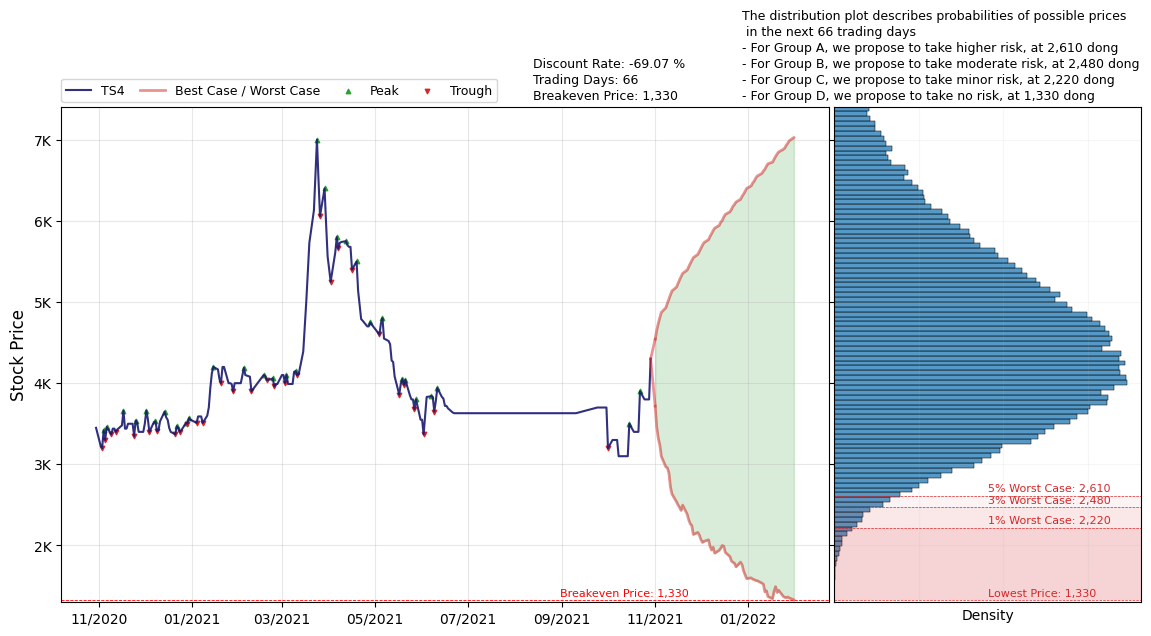 The distribution plot describes probabilities of possible prices
in the next 66 trading days
- For Group A, we propose to take higher risk, at 2,610 dong
- For Group B, we propose to take moderate risk, at 2,480 dong
- For Group C, we propose to take minor risk, at 2,220 dong
- For Group D, we propose to take no risk, at 1,330 dong
Discount Rate: -69.07 %
Trading Days: 66
Breakeven Price: 1,330
TS4 Best Case / Worst Case Peak Trough
Stock Price
7K
6K
5K
4K
3K
2K
Breakeven Price: 1,330
11/2020 01/2021 03/2021 05/2021 07/2021 09/2021 11/2021 01/2022
5% Worst Case: 2,610
3% Worst Case: 2,480
1% Worst Case: 2,220
Lowest Price: 1,330
Density